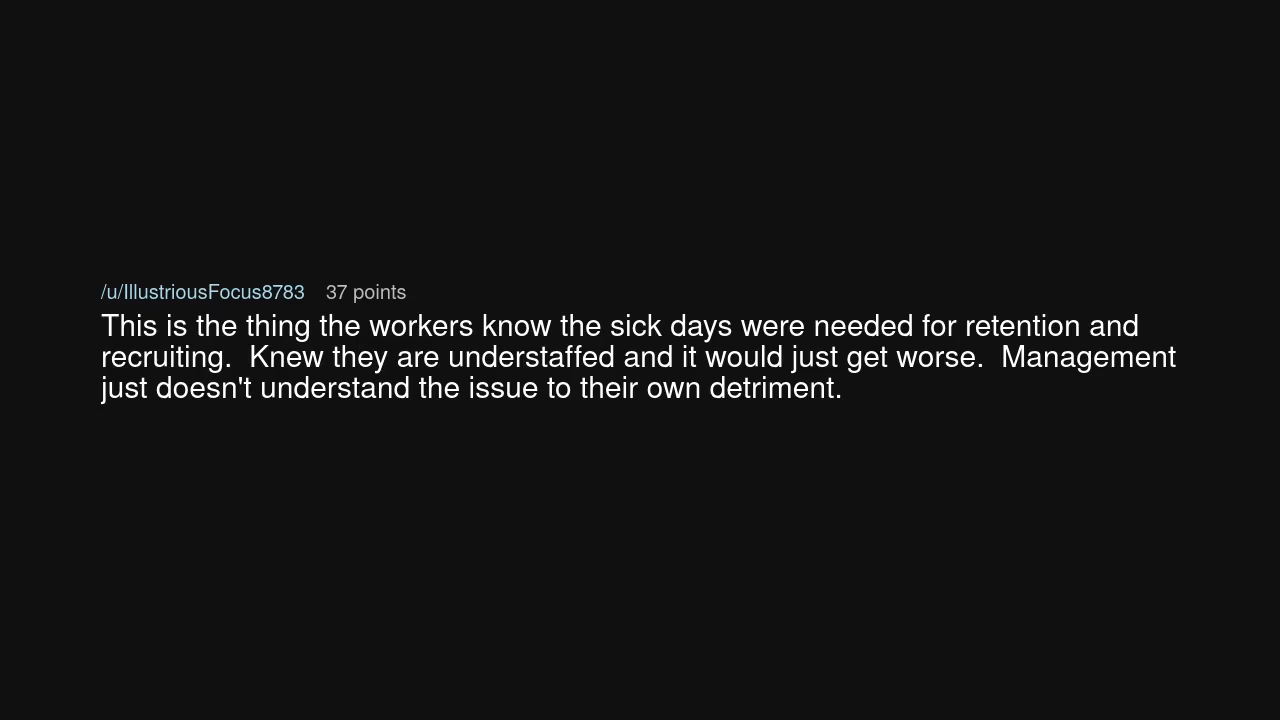 /u/IllustriousFocus8783 37 points
This is the thing the workers know the sick days were needed for retention and
recruiting.  Knew they are understaffed and it would just get worse.  Management
just doesn't understand the issue to their own detriment.